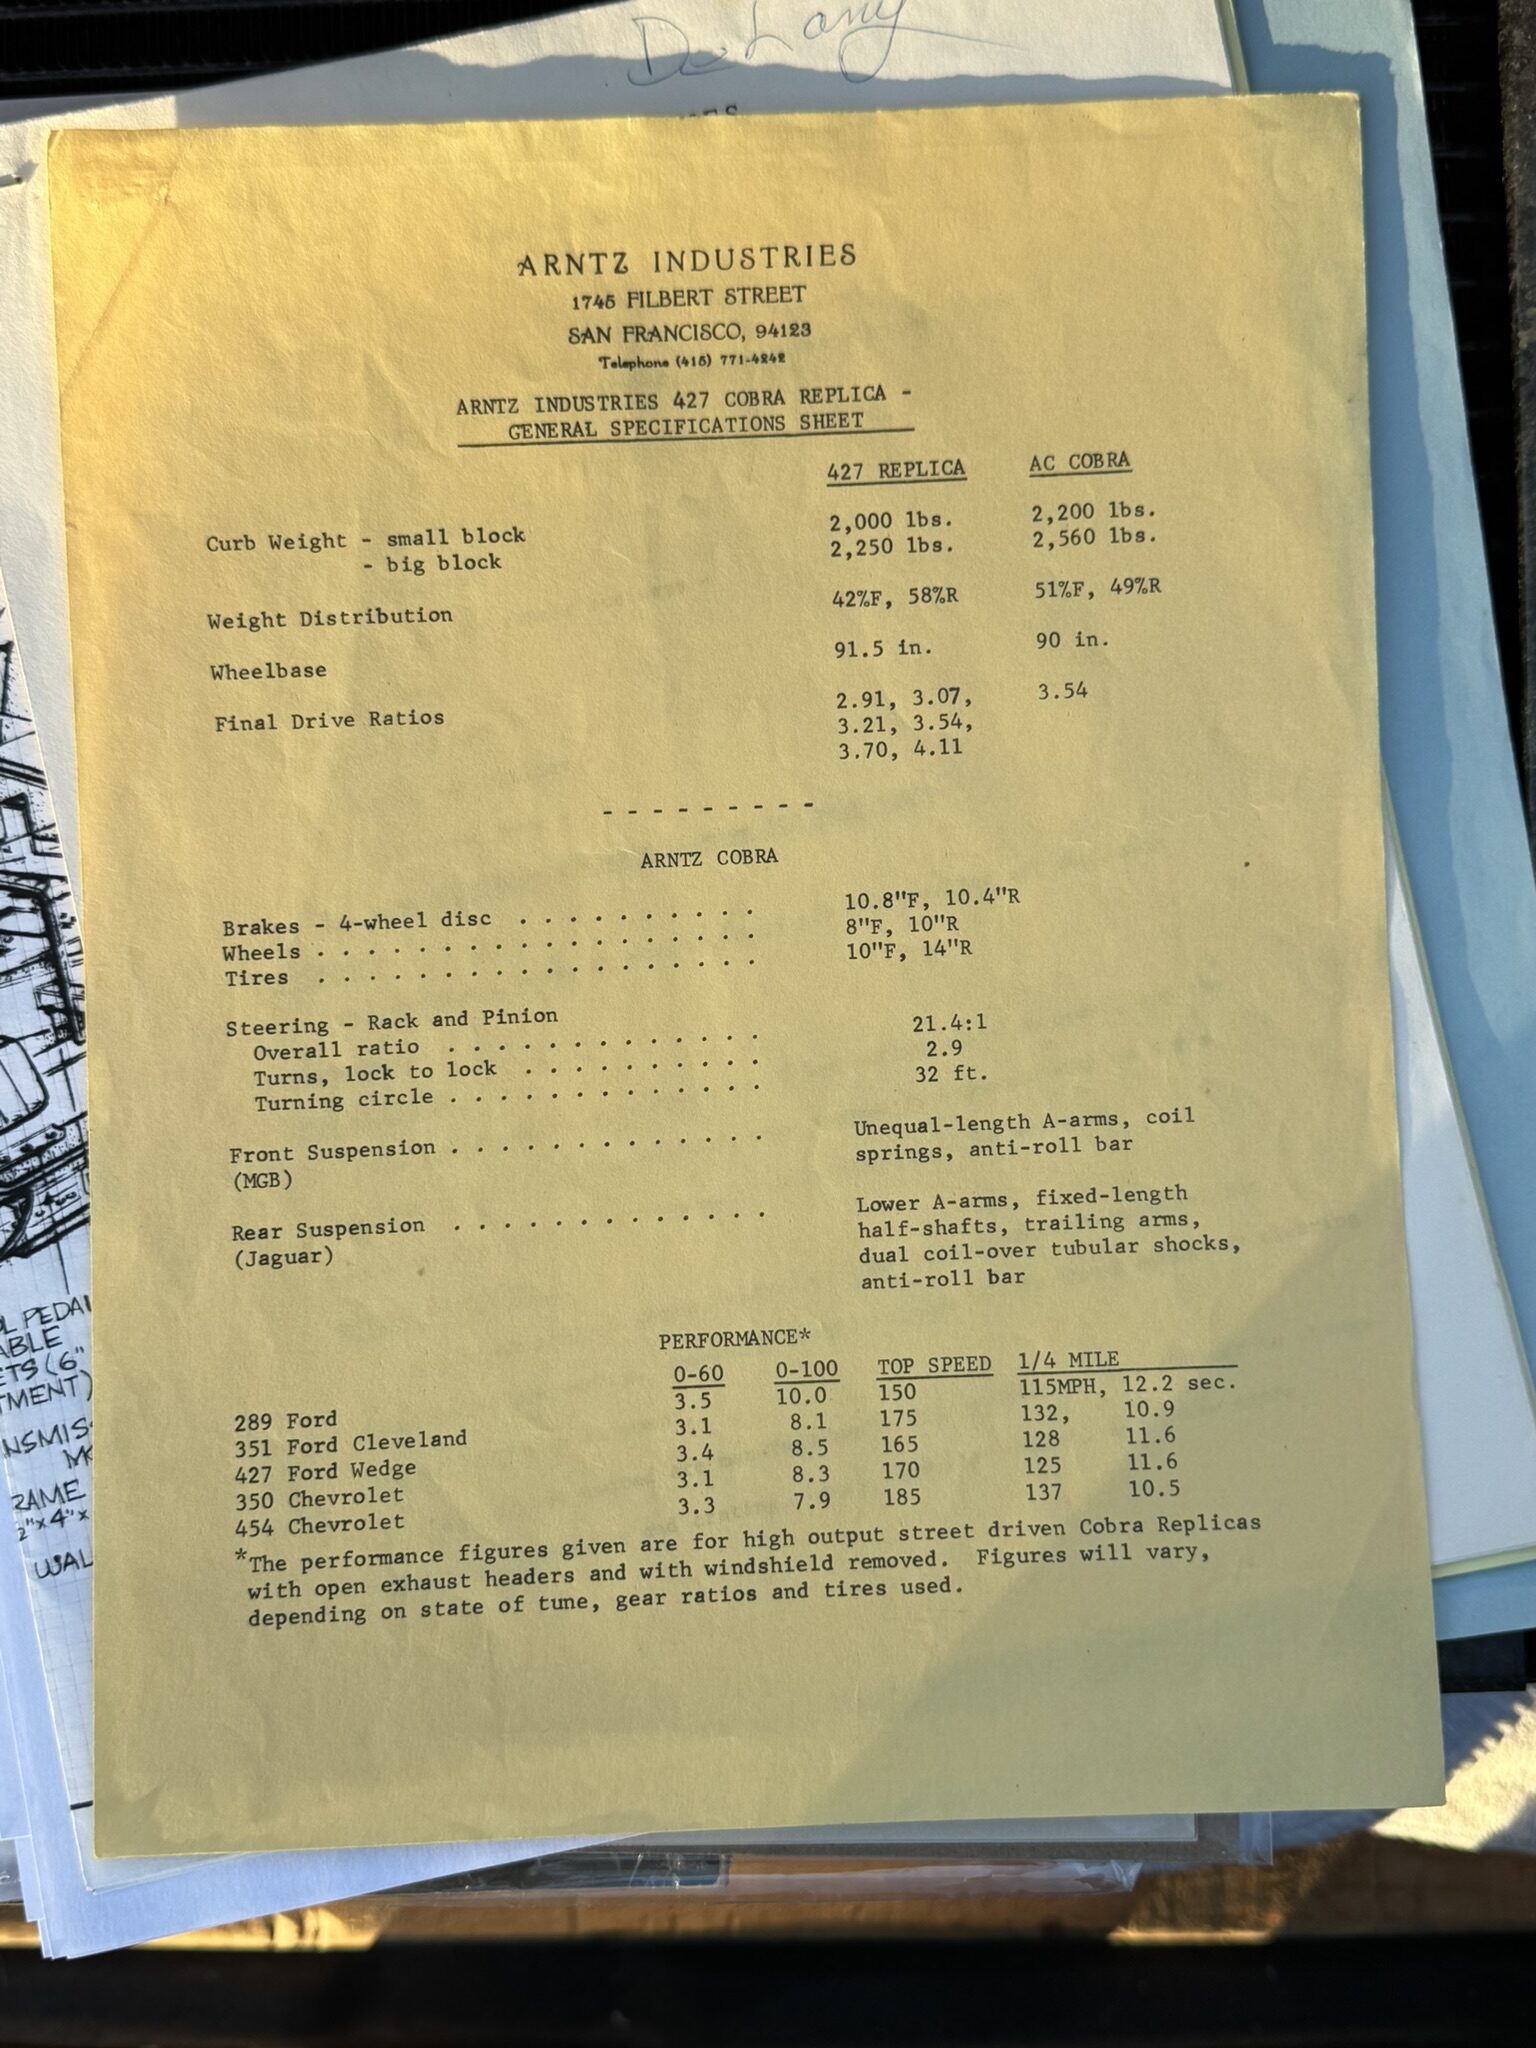 De Lany
ARNTZ INDUSTRIES
1745 FILBERT STREET
SAN FRANCISCO, 94123
Telephone (415) 771-4242
ARNTZ INDUSTRIES 427 COBRA REPLICA -
GENERAL SPECIFICATIONS SHEET
427 REPLICA AC COBRA
Curb Weight - small block 2,000 lbs. 2,200 lbs.
- big block 2,250 lbs. 2,560 lbs.
Weight Distribution 42%F, 58%R 51%F, 49%R
Wheelbase 91.5 in. 90 in.
Final Drive Ratios 2.91, 3.07, 3.54
3.21, 3.54,
3.70, 4.11
- - - - - - - - -
ARNTZ COBRA
Brakes - 4-wheel disc . . . . . . . . . . 10.8"F, 10.4"R
Wheels . . . . . . . . . . . . . . . . . . 8"F, 10"R
Tires . . . . . . . . . . . . . . . . . . 10"F, 14"R
Steering - Rack and Pinion
Overall ratio . . . . . . . . . . . . . 21.4:1
Turns, lock to lock . . . . . . . . . . 2.9
Turning circle . . . . . . . . . . . . . 32 ft.
Front Suspension . . . . . . . . . . . . . Unequal-length A-arms, coil
(MGB) springs, anti-roll bar
Rear Suspension . . . . . . . . . . . . . Lower A-arms, fixed-length
(Jaguar) half-shafts, trailing arms,
dual coil-over tubular shocks,
anti-roll bar
PERFORMANCE*
0-60 0-100 TOP SPEED 1/4 MILE
289 Ford 3.5 10.0 150 115MPH, 12.2 sec.
351 Ford Cleveland 3.1 8.1 175 132, 10.9
427 Ford Wedge 3.4 8.5 165 128 11.6
350 Chevrolet 3.1 8.3 170 125 11.6
454 Chevrolet 3.3 7.9 185 137 10.5
*The performance figures given are for high output street driven Cobra Replicas
with open exhaust headers and with windshield removed. Figures will vary,
depending on state of tune, gear ratios and tires used.